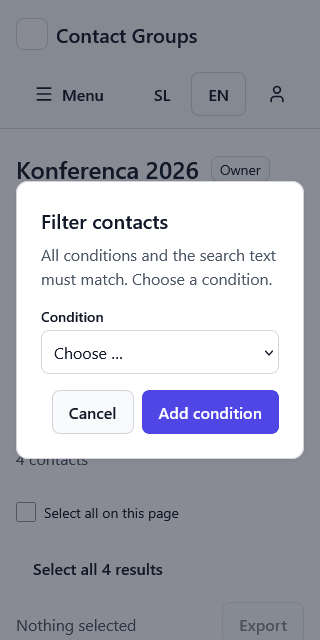 Contact Groups
Menu
SL
EN
Konferenca 2026
Owner
Filter contacts
All conditions and the search text
must match. Choose a condition.
Condition
Choose ...
Cancel
Add condition
4 contacts
Select all on this page
Select all 4 results
Nothing selected
Export